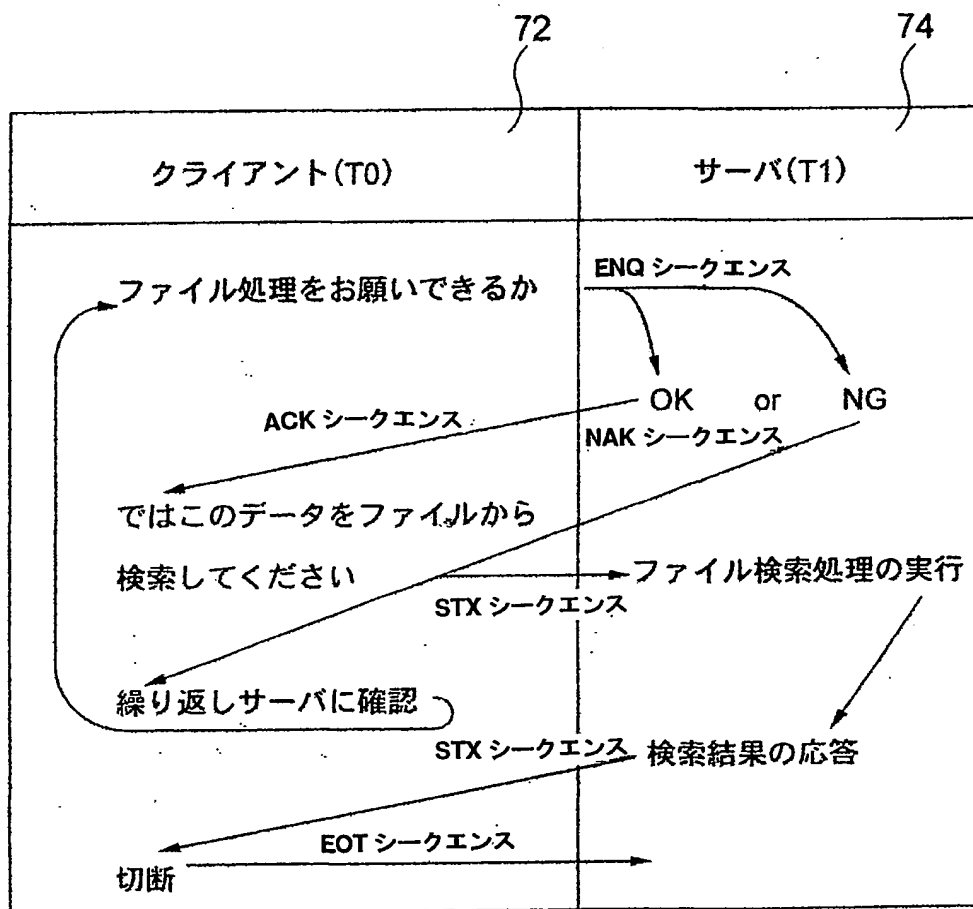 72
74
クライアント(T0)
サーバ(T1)
ファイル処理をお願いできるか
ENQ シークエンス
OK or NG
ACK シークエンス
NAK シークエンス
ではこのデータをファイルから
検索してください
ファイル検索処理の実行
STX シークエンス
繰り返しサーバに確認
STX シークエンス
検索結果の応答
EOT シークエンス
切断